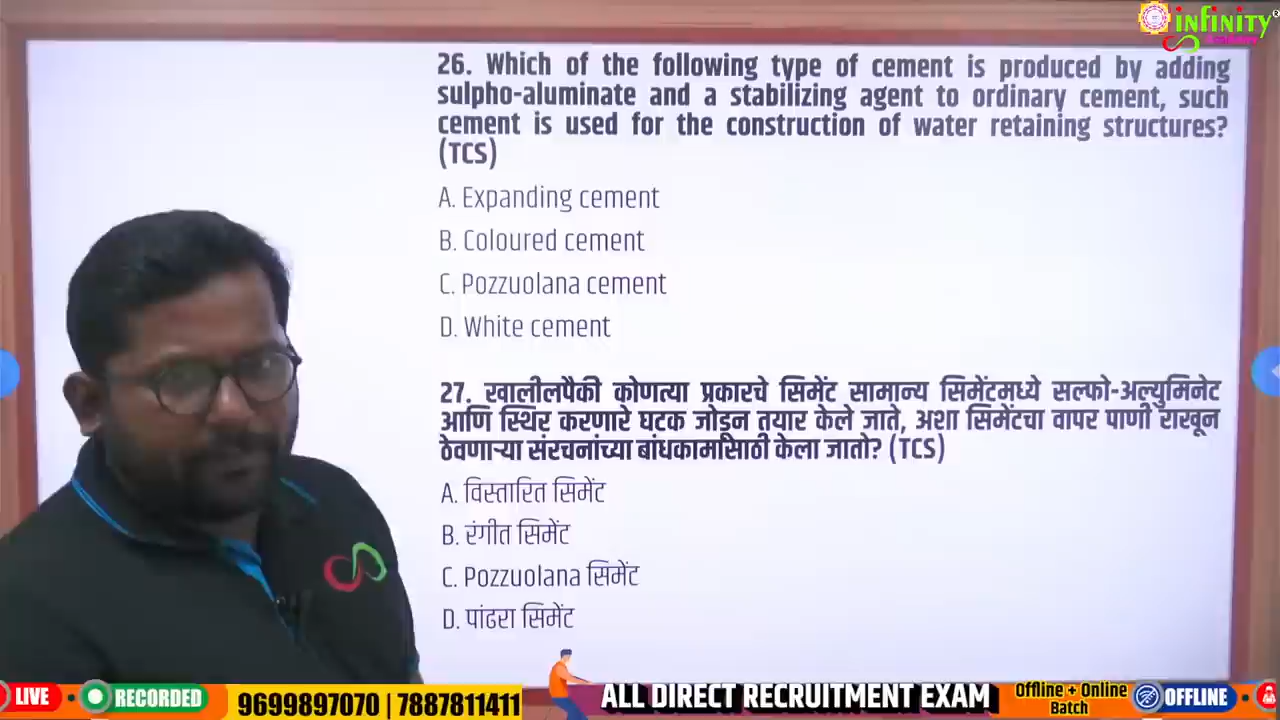 infinity
26. Which of the following type of cement is produced by adding
sulpho-aluminate and a stabilizing agent to ordinary cement, such
cement is used for the construction of water retaining structures?
(TCS)
A. Expanding cement
B. Coloured cement
C. Pozzuolana cement
D. White cement
27. खालीलपैकी कोणत्या प्रकारचे सिमेंट सामान्य सिमेंटमध्ये सल्फो-अल्युमिनेट
आणि स्थिर करणारे घटक जोडून तयार केले जाते, अशा सिमेंटचा वापर पाणी राखून
ठेवणाऱ्या संरचनांच्या बांधकामासाठी केला जातो? (TCS)
A. विस्तारित सिमेंट
B. रंगीत सिमेंट
C. Pozzuolana सिमेंट
D. पांढरा सिमेंट
LIVE RECORDED 9699897070 | 7887811411 ALL DIRECT RECRUITMENT EXAM Offline + Online Batch OFFLINE